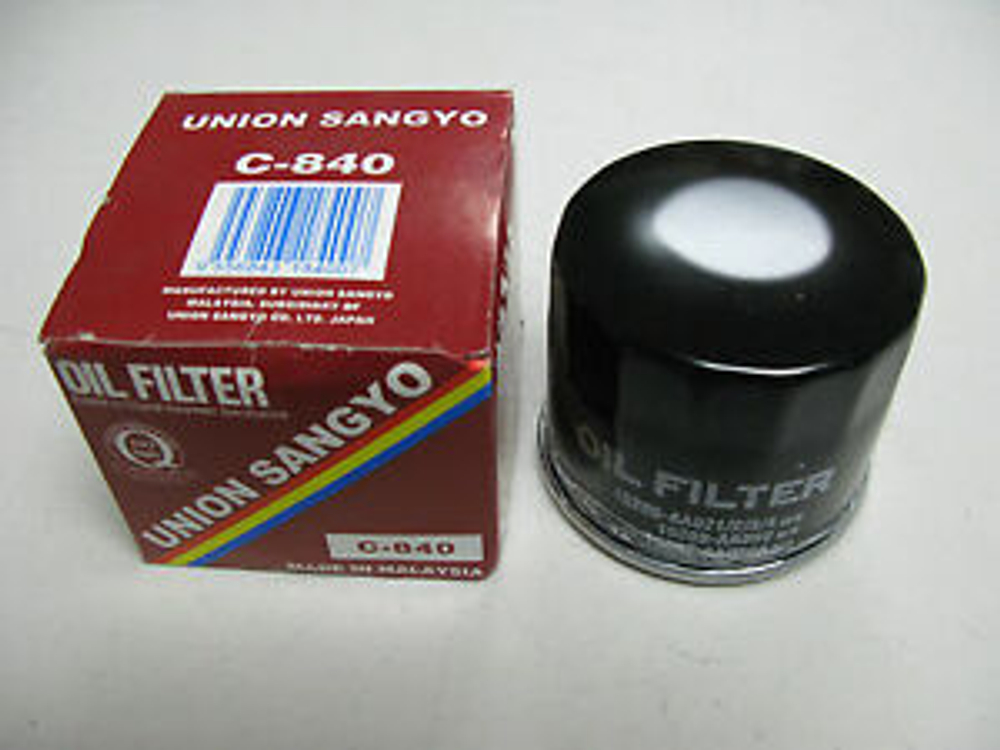 UNION SANGYO
C-840
MANUFACTURED BY UNION SANGYO
MALAYSIA. SUBSIDIARY OF
UNION SANGYO CO. LTD. JAPAN
OIL FILTER
UNION SANGYO
C-840
MADE IN MALAYSIA
OIL FILTER